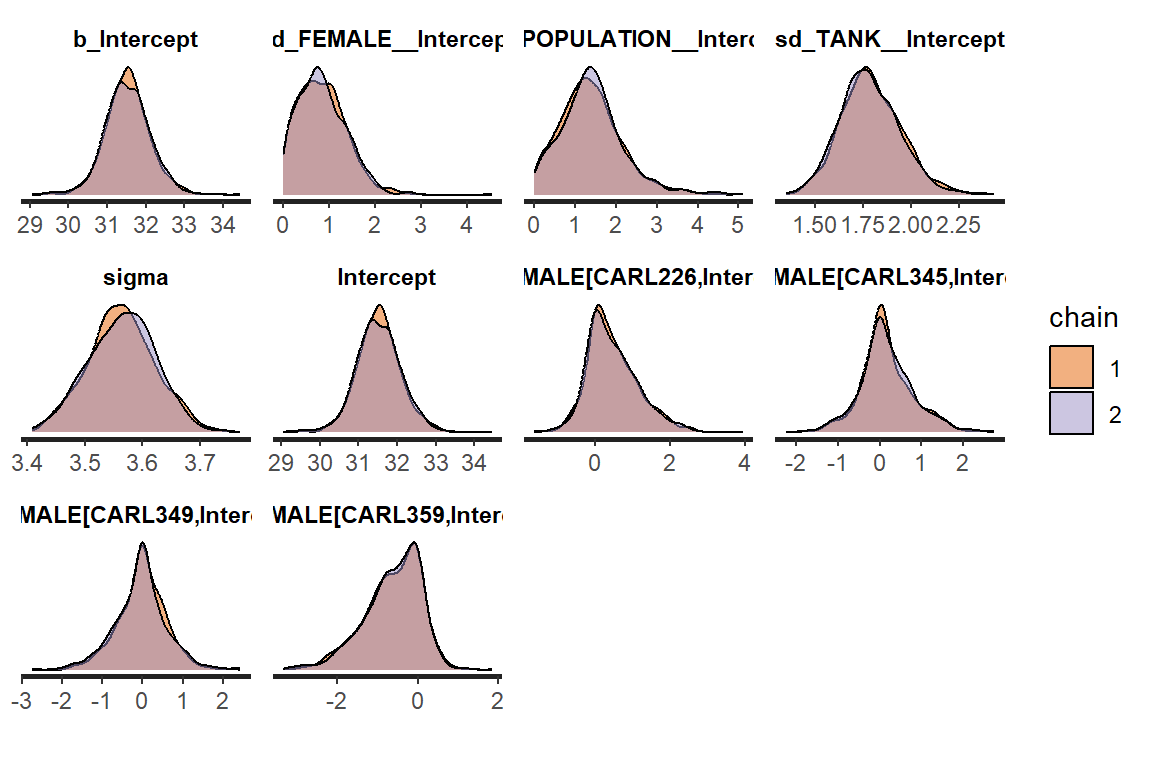 b_Intercept d_FEMALE__Intercep POPULATION__Interc sd_TANK__Intercept
29 30 31 32 33 34 0 1 2 3 4 0 1 2 3 4 5 1.50 1.75 2.00 2.25
sigma Intercept MALE[CARL226,Inter MALE[CARL345,Inter
3.4 3.5 3.6 3.7 29 30 31 32 33 34 0 2 4 -2 -1 0 1 2
chain
1
2
MALE[CARL349,Inter MALE[CARL359,Inter
-3 -2 -1 0 1 2 -2 0 2